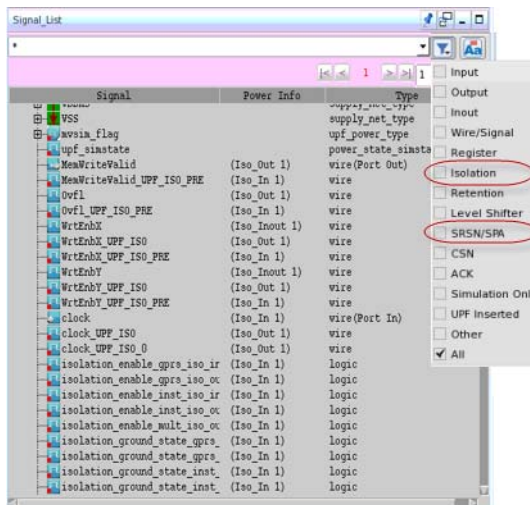 Signal_List
*
1 1
Signal Power Info Type
VSS supply_net_type
mvsim_flag upf_power_type
upf_simstate power_state_simsta
MemWriteValid (Iso_Out 1) wire(Port Out)
MemWriteValid_UPF_ISO_PRE (Iso_In 1) wire
Ovfl (Iso_Out 1) wire
Ovfl_UPF_ISO_PRE (Iso_In 1) wire
WrtEnbX (Iso_Inout 1) wire
WrtEnbX_UPF_ISO (Iso_Out 1) wire
WrtEnbX_UPF_ISO_PRE (Iso_In 1) wire
WrtEnbY (Iso_Inout 1) wire
WrtEnbY_UPF_ISO (Iso_Out 1) wire
WrtEnbY_UPF_ISO_PRE (Iso_In 1) wire
clock (Iso_In 1) wire(Port In)
clock_UPF_ISO (Iso_Out 1) wire
clock_UPF_ISO_0 (Iso_Out 1) wire
isolation_enable_gprs_iso_ir (Iso_In 1) logic
isolation_enable_gprs_iso_ou (Iso_In 1) logic
isolation_enable_inst_iso_ir (Iso_In 1) logic
isolation_enable_inst_iso_ou (Iso_In 1) logic
isolation_enable_mult_iso_ou (Iso_In 1) logic
isolation_ground_state_gprs_ (Iso_In 1) logic
isolation_ground_state_gprs_ (Iso_In 1) logic
isolation_ground_state_inst_ (Iso_In 1) logic
isolation_ground_state_inst_ (Iso_In 1) logic
Aa
Input
Output
Inout
Wire/Signal
Register
Isolation
Retention
Level Shifter
SRSN/SPA
CSN
ACK
Simulation Onl
UPF Inserted
Other
All